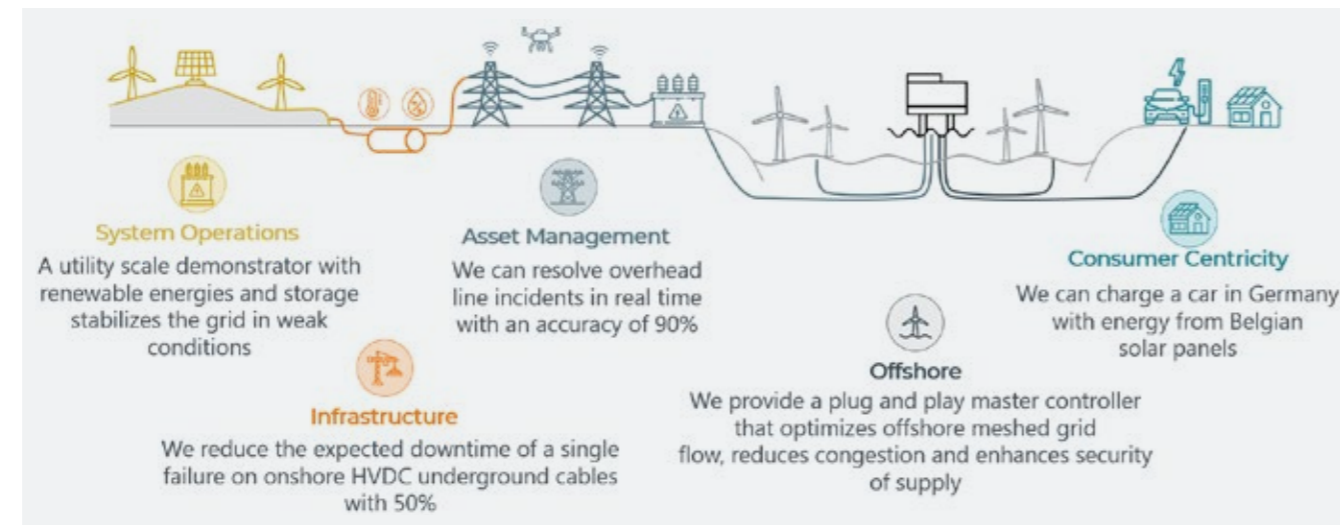 System Operations
A utility scale demonstrator with
renewable energies and storage
stabilizes the grid in weak
conditions
Infrastructure
We reduce the expected downtime of a single
failure on onshore HVDC underground cables
with 50%
Asset Management
We can resolve overhead
line incidents in real time
with an accuracy of 90%
Offshore
We provide a plug and play master controller
that optimizes offshore meshed grid
flow, reduces congestion and enhances security
of supply
Consumer Centricity
We can charge a car in Germany
with energy from Belgian
solar panels